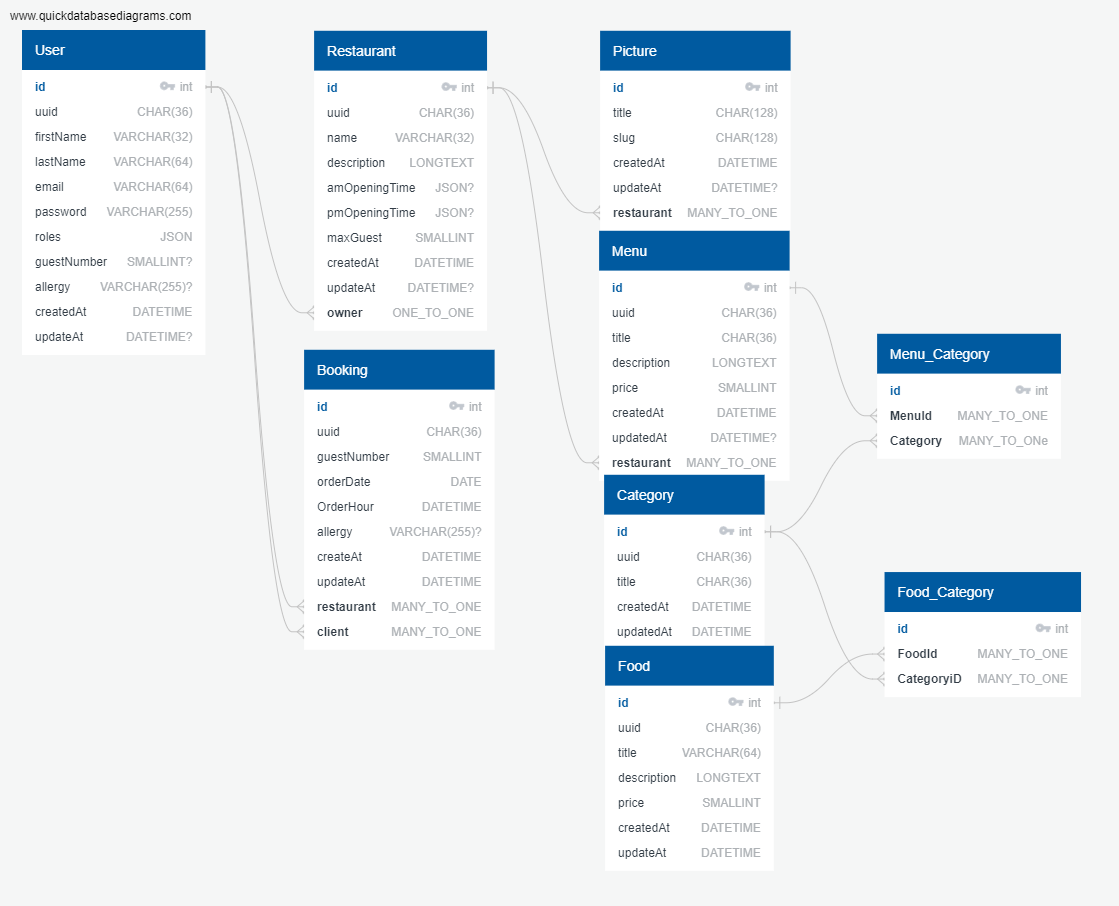 www.quickdatabasediagrams.com
User
id int
uuid CHAR(36)
firstName VARCHAR(32)
lastName VARCHAR(64)
email VARCHAR(64)
password VARCHAR(255)
roles JSON
guestNumber SMALLINT?
allergy VARCHAR(255)?
createdAt DATETIME
updateAt DATETIME?
Restaurant
id int
uuid CHAR(36)
name VARCHAR(32)
description LONGTEXT
amOpeningTime JSON?
pmOpeningTime JSON?
maxGuest SMALLINT
createdAt DATETIME
updateAt DATETIME?
owner ONE_TO_ONE
Booking
id int
uuid CHAR(36)
guestNumber SMALLINT
orderDate DATE
OrderHour DATETIME
allergy VARCHAR(255)?
createAt DATETIME
updateAt DATETIME
restaurant MANY_TO_ONE
client MANY_TO_ONE
Picture
id int
title CHAR(128)
slug CHAR(128)
createdAt DATETIME
updateAt DATETIME?
restaurant MANY_TO_ONE
Menu
id int
uuid CHAR(36)
title CHAR(36)
description LONGTEXT
price SMALLINT
createdAt DATETIME
updatedAt DATETIME?
restaurant MANY_TO_ONE
Category
id int
uuid CHAR(36)
title CHAR(36)
createdAt DATETIME
updatedAt DATETIME
Food
id int
uuid CHAR(36)
title VARCHAR(64)
description LONGTEXT
price SMALLINT
createdAt DATETIME
updateAt DATETIME
Menu_Category
id int
MenuId MANY_TO_ONE
Category MANY_TO_ONe
Food_Category
id int
FoodId MANY_TO_ONE
CategoryiD MANY_TO_ONE